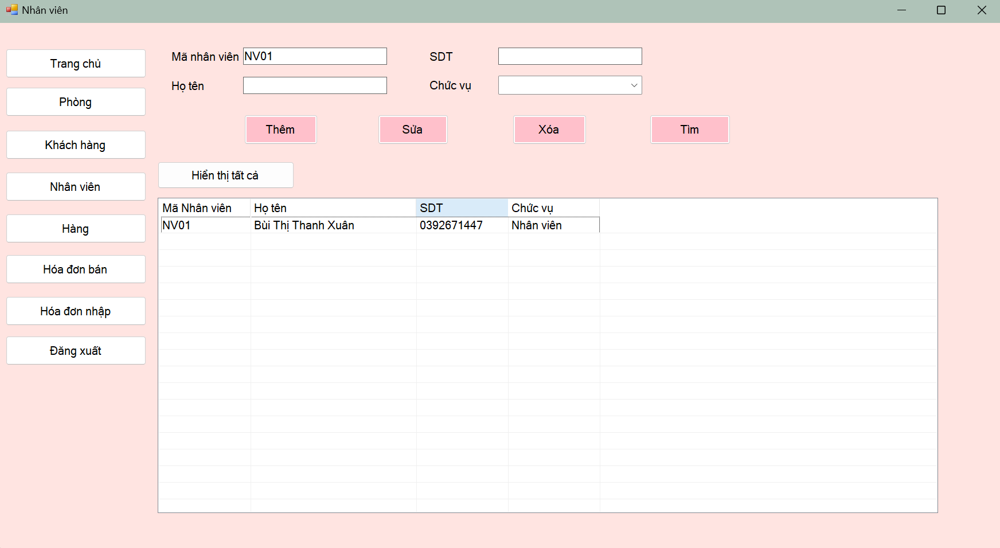 Nhân viên
Trang chủ
Phòng
Khách hàng
Nhân viên
Hàng
Hóa đơn bán
Hóa đơn nhập
Đăng xuất
Mã nhân viên NV01 SDT
Họ tên Chức vụ
Thêm Sửa Xóa Tìm
Hiển thị tất cả
Mã Nhân viên Họ tên SDT Chức vụ
NV01 Bùi Thị Thanh Xuân 0392671447 Nhân viên